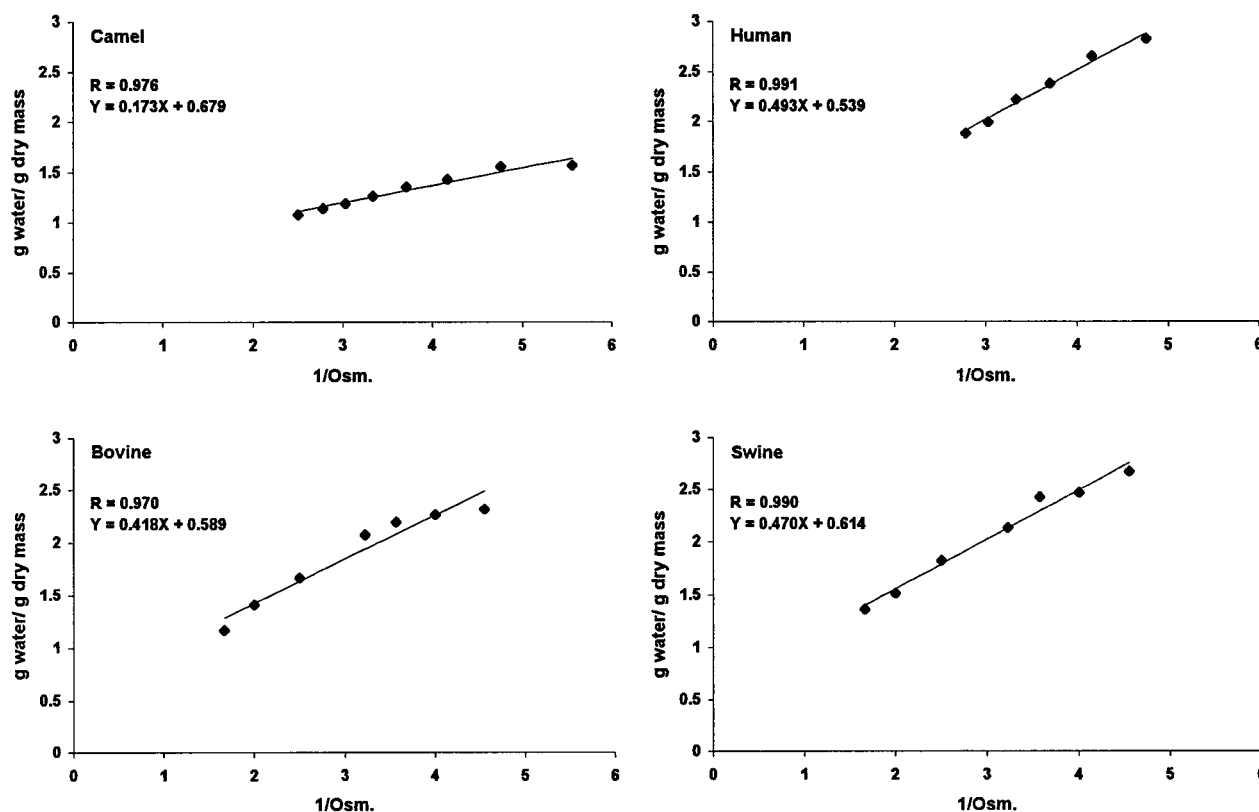 Camel
R = 0.976
Y = 0.173X + 0.679
g water/ g dry mass
3
2.5
2
1.5
1
0.5
0
0 1 2 3 4 5 6
1/Osm.
Human
R = 0.991
Y = 0.493X + 0.539
g water/ g dry mass
3
2.5
2
1.5
1
0.5
0
0 1 2 3 4 5 6
1/Osm.
Bovine
R = 0.970
Y = 0.418X + 0.589
g water/ g dry mass
3
2.5
2
1.5
1
0.5
0
0 1 2 3 4 5 6
1/Osm.
Swine
R = 0.990
Y = 0.470X + 0.614
g water/ g dry mass
3
2.5
2
1.5
1
0.5
0
0 1 2 3 4 5 6
1/Osm.